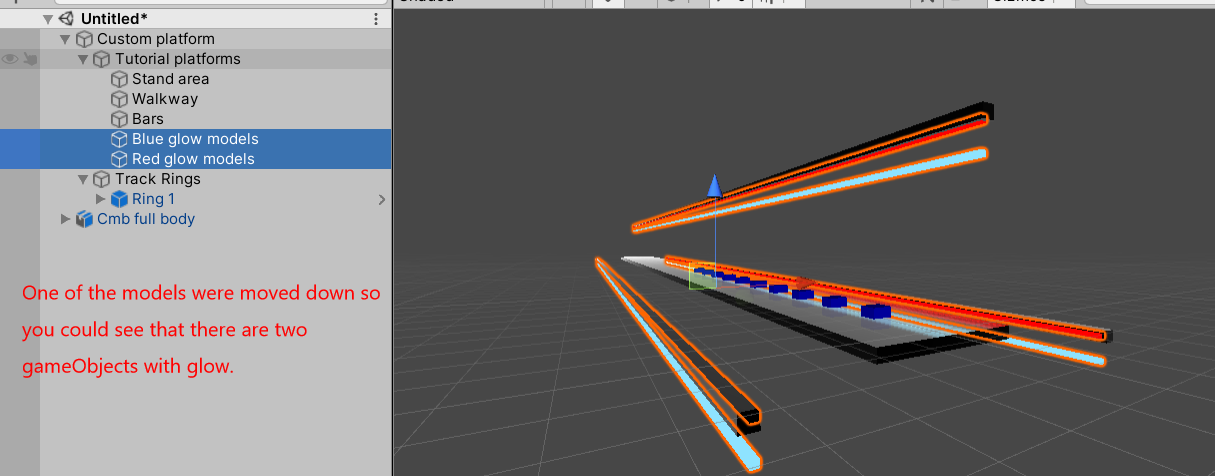 Untitled*
Custom platform
Tutorial platforms
Stand area
Walkway
Bars
Blue glow models
Red glow models
Track Rings
Ring 1
Cmb full body
One of the models were moved down so
you could see that there are two
gameObjects with glow.